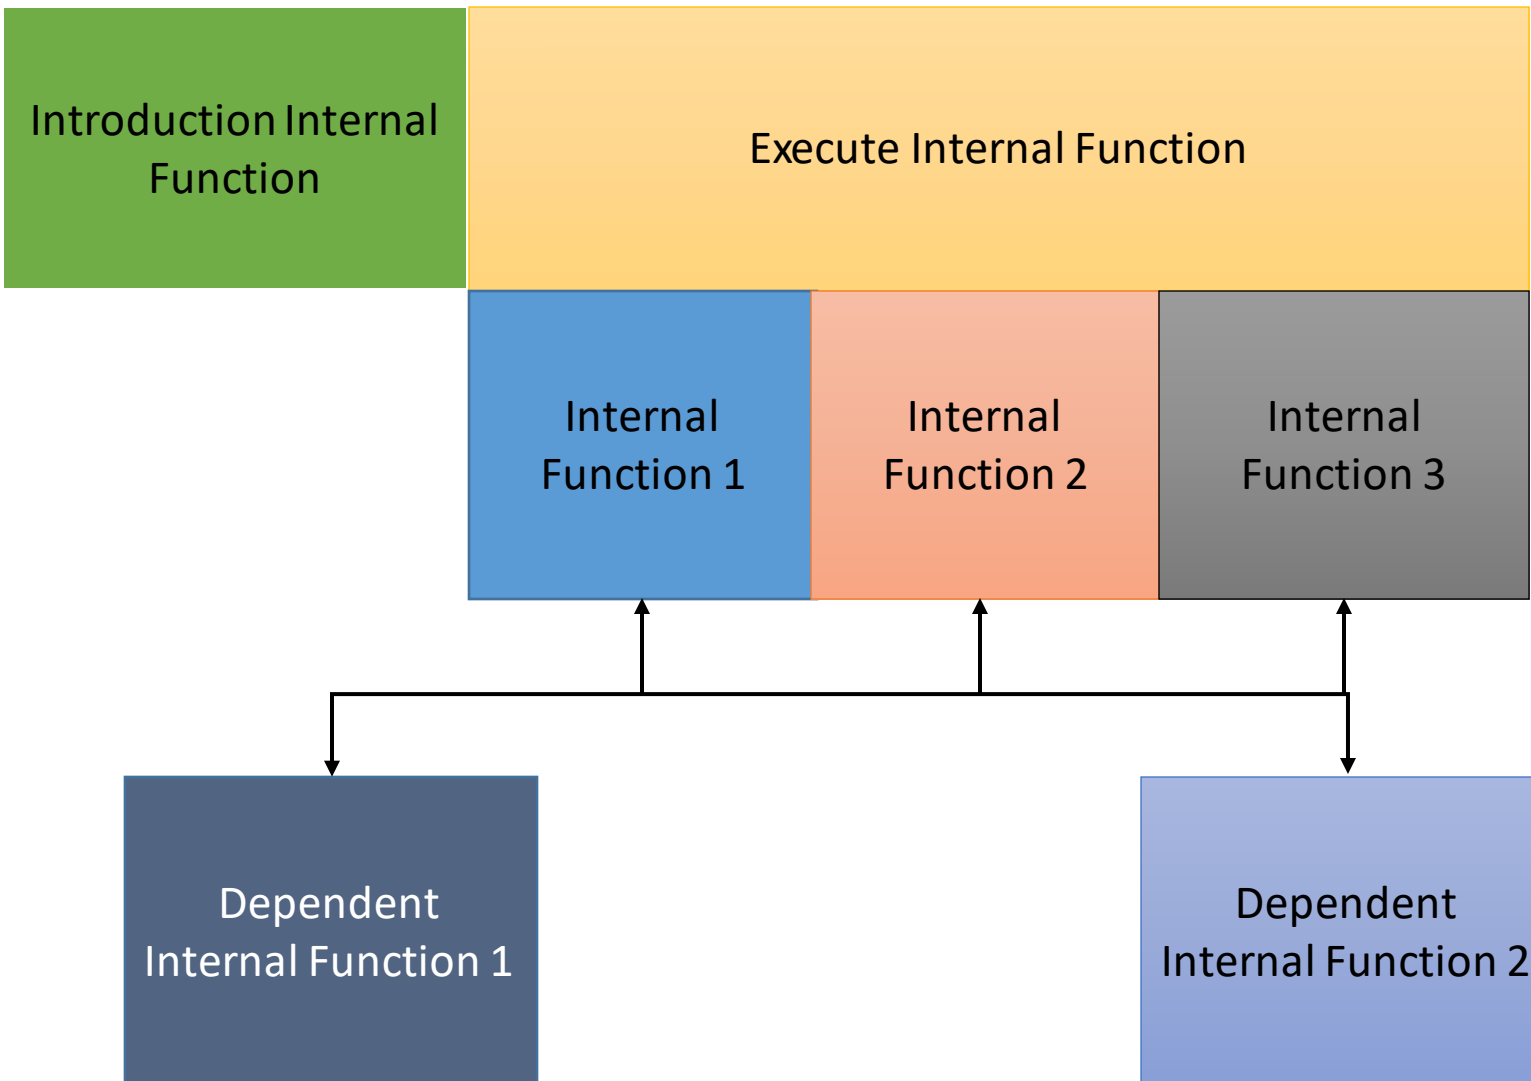 Introduction Internal
Function
Execute Internal Function
Internal
Function 1
Internal
Function 2
Internal
Function 3
Dependent
Internal Function 1
Dependent
Internal Function 2